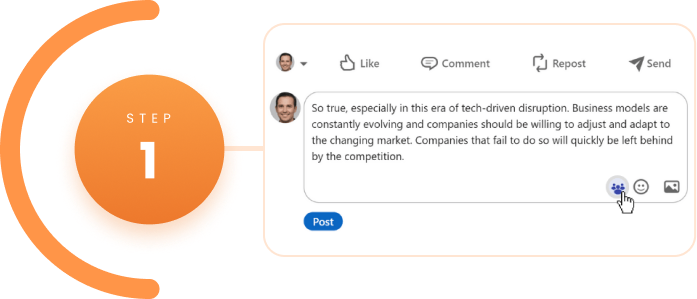 STEP
1
Like Comment Repost Send
So true, especially in this era of tech-driven disruption. Business models are
constantly evolving and companies should be willing to adjust and adapt to
the changing market. Companies that fail to do so will quickly be left behind
by the competition.
Post